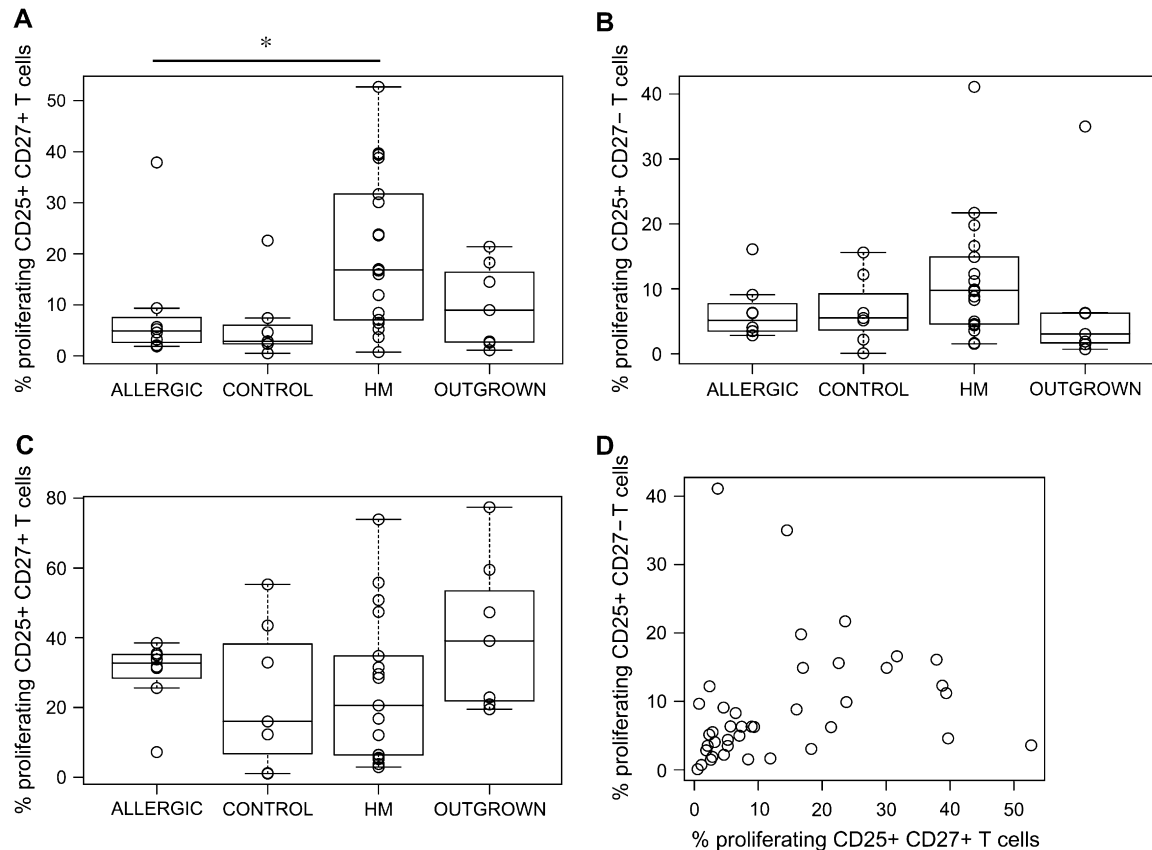 A
*
% proliferating CD25+ CD27+ T cells
50
40
30
20
10
0
ALLERGIC CONTROL HM OUTGROWN
B
% proliferating CD25+ CD27− T cells
40
30
20
10
0
ALLERGIC CONTROL HM OUTGROWN
C
% proliferating CD25+ CD27+ T cells
80
60
40
20
0
ALLERGIC CONTROL HM OUTGROWN
D
% proliferating CD25+ CD27− T cells
40
30
20
10
0
0 10 20 30 40 50
% proliferating CD25+ CD27+ T cells